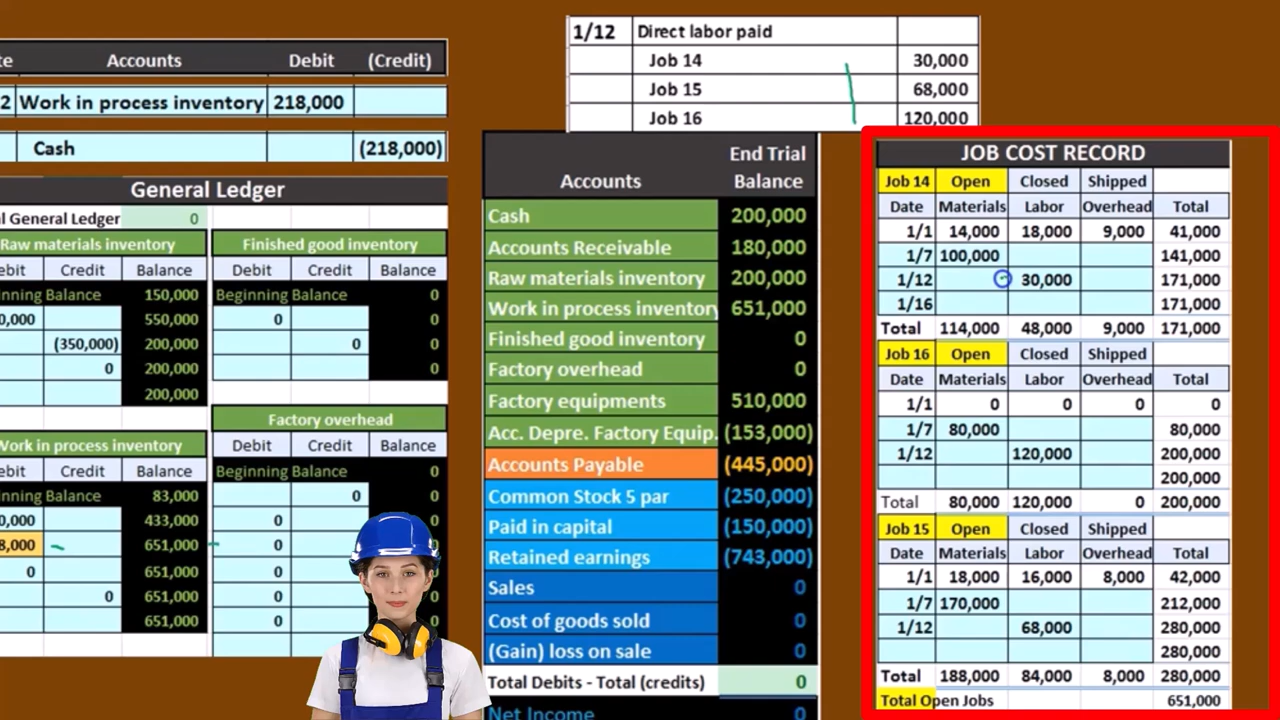 1/12 Direct labor paid
Job 14 30,000
Job 15 68,000
Job 16 120,000
Accounts Debit (Credit)
2 Work in process inventory 218,000
Cash (218,000)
General Ledger
General Ledger 0
Raw materials inventory
Credit Balance
Beginning Balance 150,000
0,000 550,000
(350,000) 200,000
0 200,000
200,000
Finished good inventory
Debit Credit Balance
Beginning Balance 0
0 0
0 0
0
Work in process inventory
Credit Balance
Balance 83,000
0,000 433,000
8,000 651,000
0 651,000
0 651,000
651,000
Factory overhead
Debit Credit Balance
Beginning Balance 0
0 0
0 0
0 0
0 0
0 0
0 0
Accounts End Trial Balance
Cash 200,000
Accounts Receivable 180,000
Raw materials inventory 200,000
Work in process inventory 651,000
Finished good inventory 0
Factory overhead 0
Factory equipments 510,000
Acc. Depre. Factory Equip. (153,000)
Accounts Payable (445,000)
Common Stock 5 par (250,000)
Paid in capital (150,000)
Retained earnings (743,000)
Sales 0
Cost of goods sold 0
(Gain) loss on sale 0
Total Debits - Total (credits) 0
Net Income 0
JOB COST RECORD
Job 14 Open Closed Shipped
Date Materials Labor Overhead Total
1/1 14,000 18,000 9,000 41,000
1/7 100,000 141,000
1/12 30,000 171,000
1/16 171,000
Total 114,000 48,000 9,000 171,000
Job 16 Open Closed Shipped
Date Materials Labor Overhead Total
1/1 0 0 0 0
1/7 80,000 80,000
1/12 120,000 200,000
200,000
Total 80,000 120,000 0 200,000
Job 15 Open Closed Shipped
Date Materials Labor Overhead Total
1/1 18,000 16,000 8,000 42,000
1/7 170,000 212,000
1/12 68,000 280,000
280,000
Total 188,000 84,000 8,000 280,000
Total Open Jobs 651,000